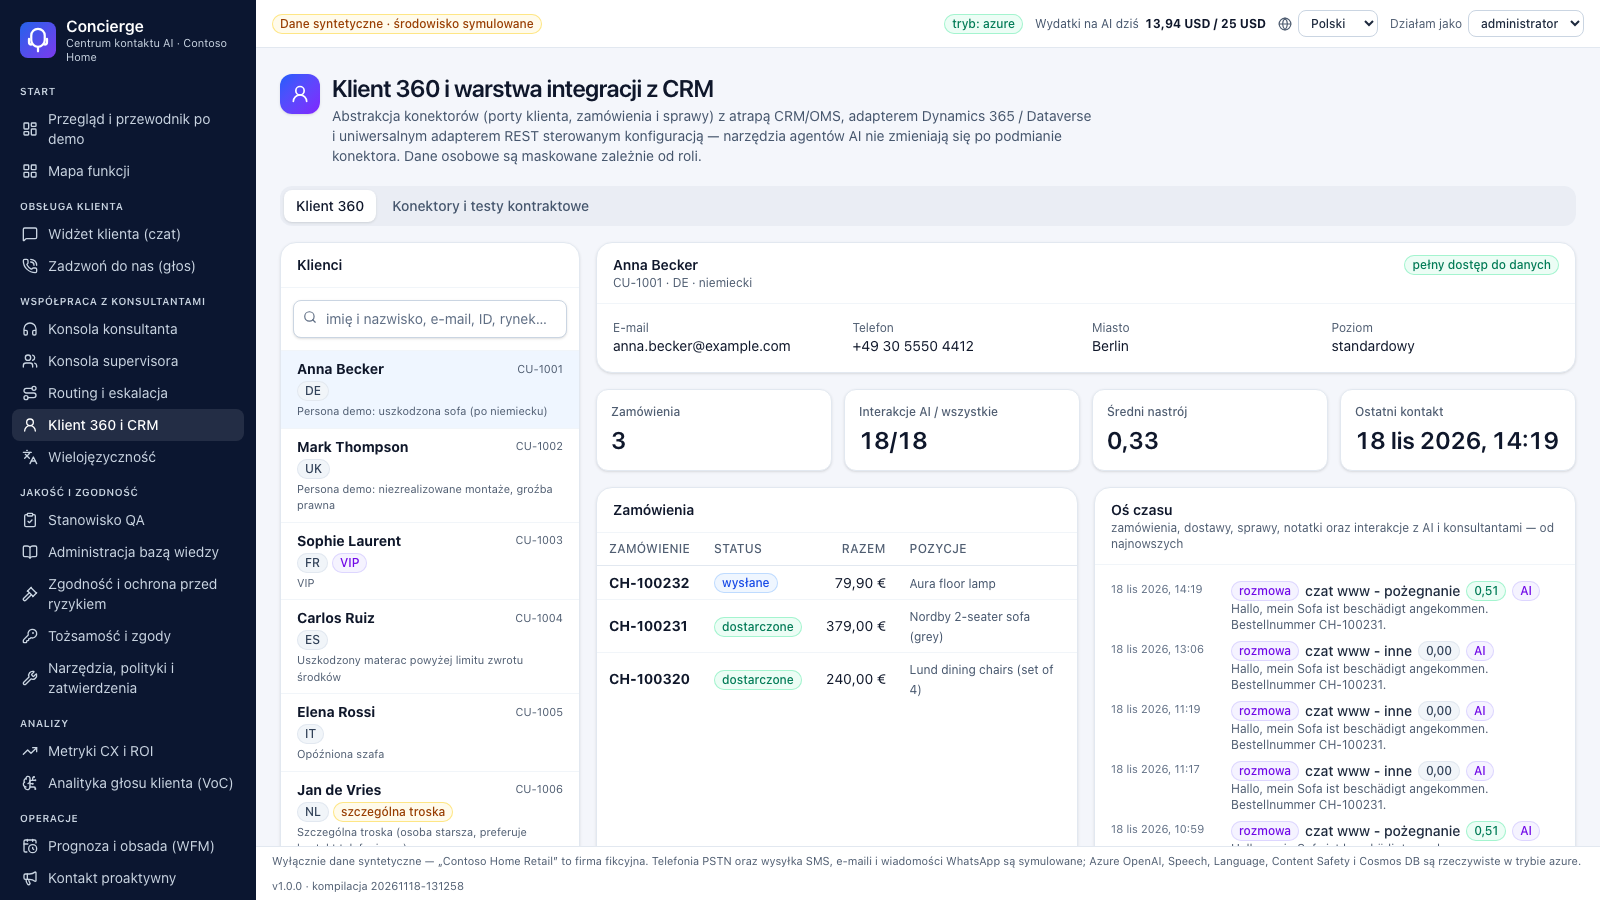 Concierge
Centrum kontaktu AI · Contoso
Home
START
Przegląd i przewodnik po
demo
Mapa funkcji
OBSŁUGA KLIENTA
Widżet klienta (czat)
Zadzwoń do nas (głos)
WSPÓŁPRACA Z KONSULTANTAMI
Konsola konsultanta
Konsola supervisora
Routing i eskalacja
Klient 360 i CRM
Wielojęzyczność
JAKOŚĆ I ZGODNOŚĆ
Stanowisko QA
Administracja bazą wiedzy
Zgodność i ochrona przed
ryzykiem
Tożsamość i zgody
Narzędzia, polityki i
zatwierdzenia
ANALIZY
Metryki CX i ROI
Analityka głosu klienta (VoC)
OPERACJE
Prognoza i obsada (WFM)
Kontakt proaktywny
Dane syntetyczne · środowisko symulowane
tryb: azure Wydatki na AI dziś 13,94 USD / 25 USD Polski Działam jako administrator
Klient 360 i warstwa integracji z CRM
Abstrakcja konektorów (porty klienta, zamówienia i sprawy) z atrapą CRM/OMS, adapterem Dynamics 365 / Dataverse
i uniwersalnym adapterem REST sterowanym konfiguracją — narzędzia agentów AI nie zmieniają się po podmianie
konektora. Dane osobowe są maskowane zależnie od roli.
Klient 360 Konektory i testy kontraktowe
Klienci
imię i nazwisko, e-mail, ID, rynek...
Anna Becker CU-1001
DE
Persona demo: uszkodzona sofa (po niemiecku)
Mark Thompson CU-1002
UK
Persona demo: niezrealizowane montaże, groźba
prawna
Sophie Laurent CU-1003
FR VIP
VIP
Carlos Ruiz CU-1004
ES
Uszkodzony materac powyżej limitu zwrotu
środków
Elena Rossi CU-1005
IT
Opóźniona szafa
Jan de Vries CU-1006
NL szczególna troska
Szczególna troska (osoba starsza, preferuje
Anna Becker pełny dostęp do danych
CU-1001 · DE · niemiecki
E-mail Telefon Miasto Poziom
anna.becker@example.com +49 30 5550 4412 Berlin standardowy
Zamówienia Interakcje AI / wszystkie Średni nastrój Ostatni kontakt
3 18/18 0,33 18 lis 2026, 14:19
Zamówienia
ZAMÓWIENIE STATUS RAZEM POZYCJE
CH-100232 wysłane 79,90 € Aura floor lamp
CH-100231 dostarczone 379,00 € Nordby 2-seater sofa
(grey)
CH-100320 dostarczone 240,00 € Lund dining chairs (set of
4)
Oś czasu
zamówienia, dostawy, sprawy, notatki oraz interakcje z AI i konsultantami — od
najnowszych
18 lis 2026, 14:19 rozmowa czat www - pożegnanie 0,51 AI
Hallo, mein Sofa ist beschädigt angekommen.
Bestellnummer CH-100231.
18 lis 2026, 13:06 rozmowa czat www - inne 0,00 AI
Hallo, mein Sofa ist beschädigt angekommen.
Bestellnummer CH-100231.
18 lis 2026, 11:19 rozmowa czat www - inne 0,00 AI
Hallo, mein Sofa ist beschädigt angekommen.
Bestellnummer CH-100231.
18 lis 2026, 11:17 rozmowa czat www - inne 0,00 AI
Hallo, mein Sofa ist beschädigt angekommen.
Bestellnummer CH-100231.
18 lis 2026, 10:59 rozmowa czat www - pożegnanie 0,51 AI
Wyłącznie dane syntetyczne — „Contoso Home Retail” to firma fikcyjna. Telefonia PSTN oraz wysyłka SMS, e-maili i wiadomości WhatsApp są symulowane; Azure OpenAI, Speech, Language, Content Safety i Cosmos DB są rzeczywiste w trybie azure.
v1.0.0 · kompilacja 20261118-131258